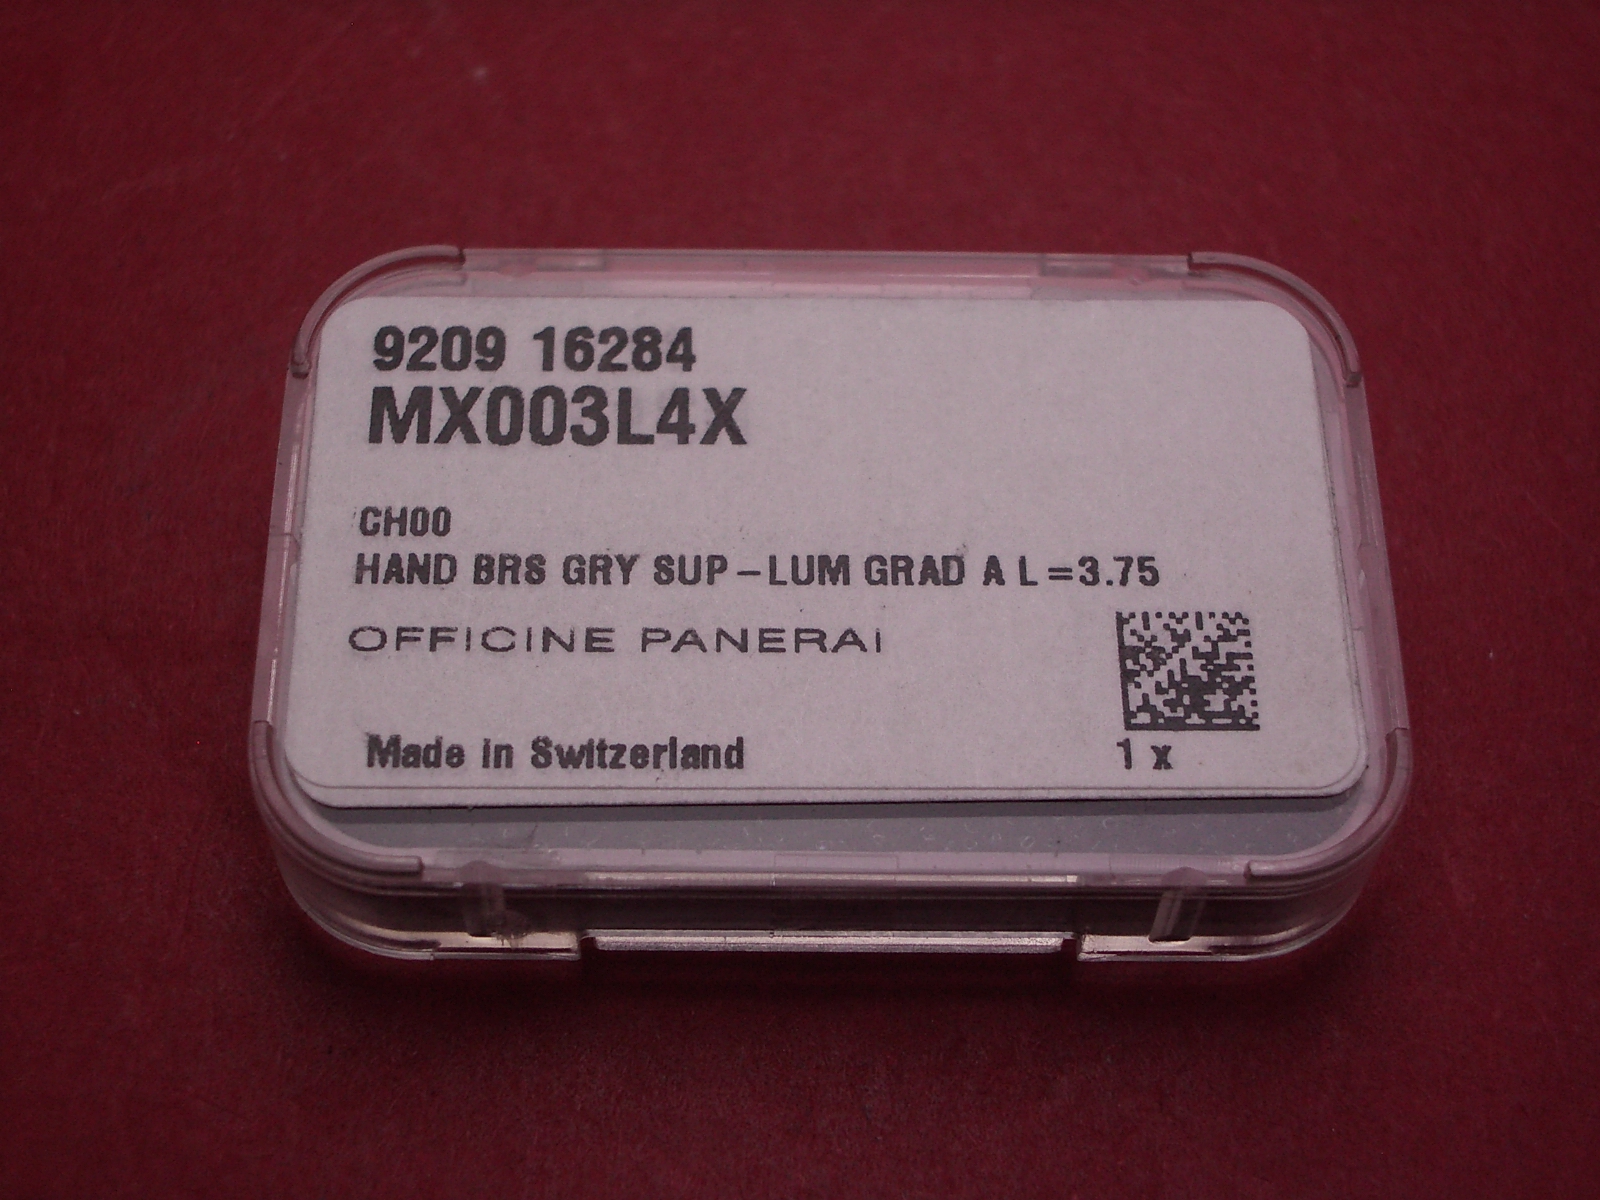 9209 16284
MX003L4X
CH00
HAND BRS GRY SUP-LUM GRAD A L=3.75
OFFICINE PANERAI
Made in Switzerland
1 x